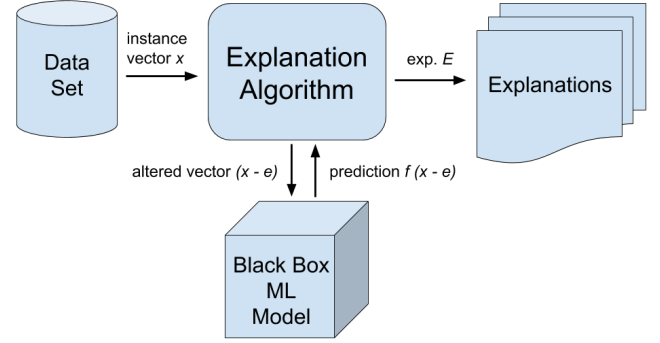 Data
Set
instance
vector x
Explanation
Algorithm
exp. E
Explanations
altered vector (x - e)
prediction f (x - e)
Black Box
ML
Model